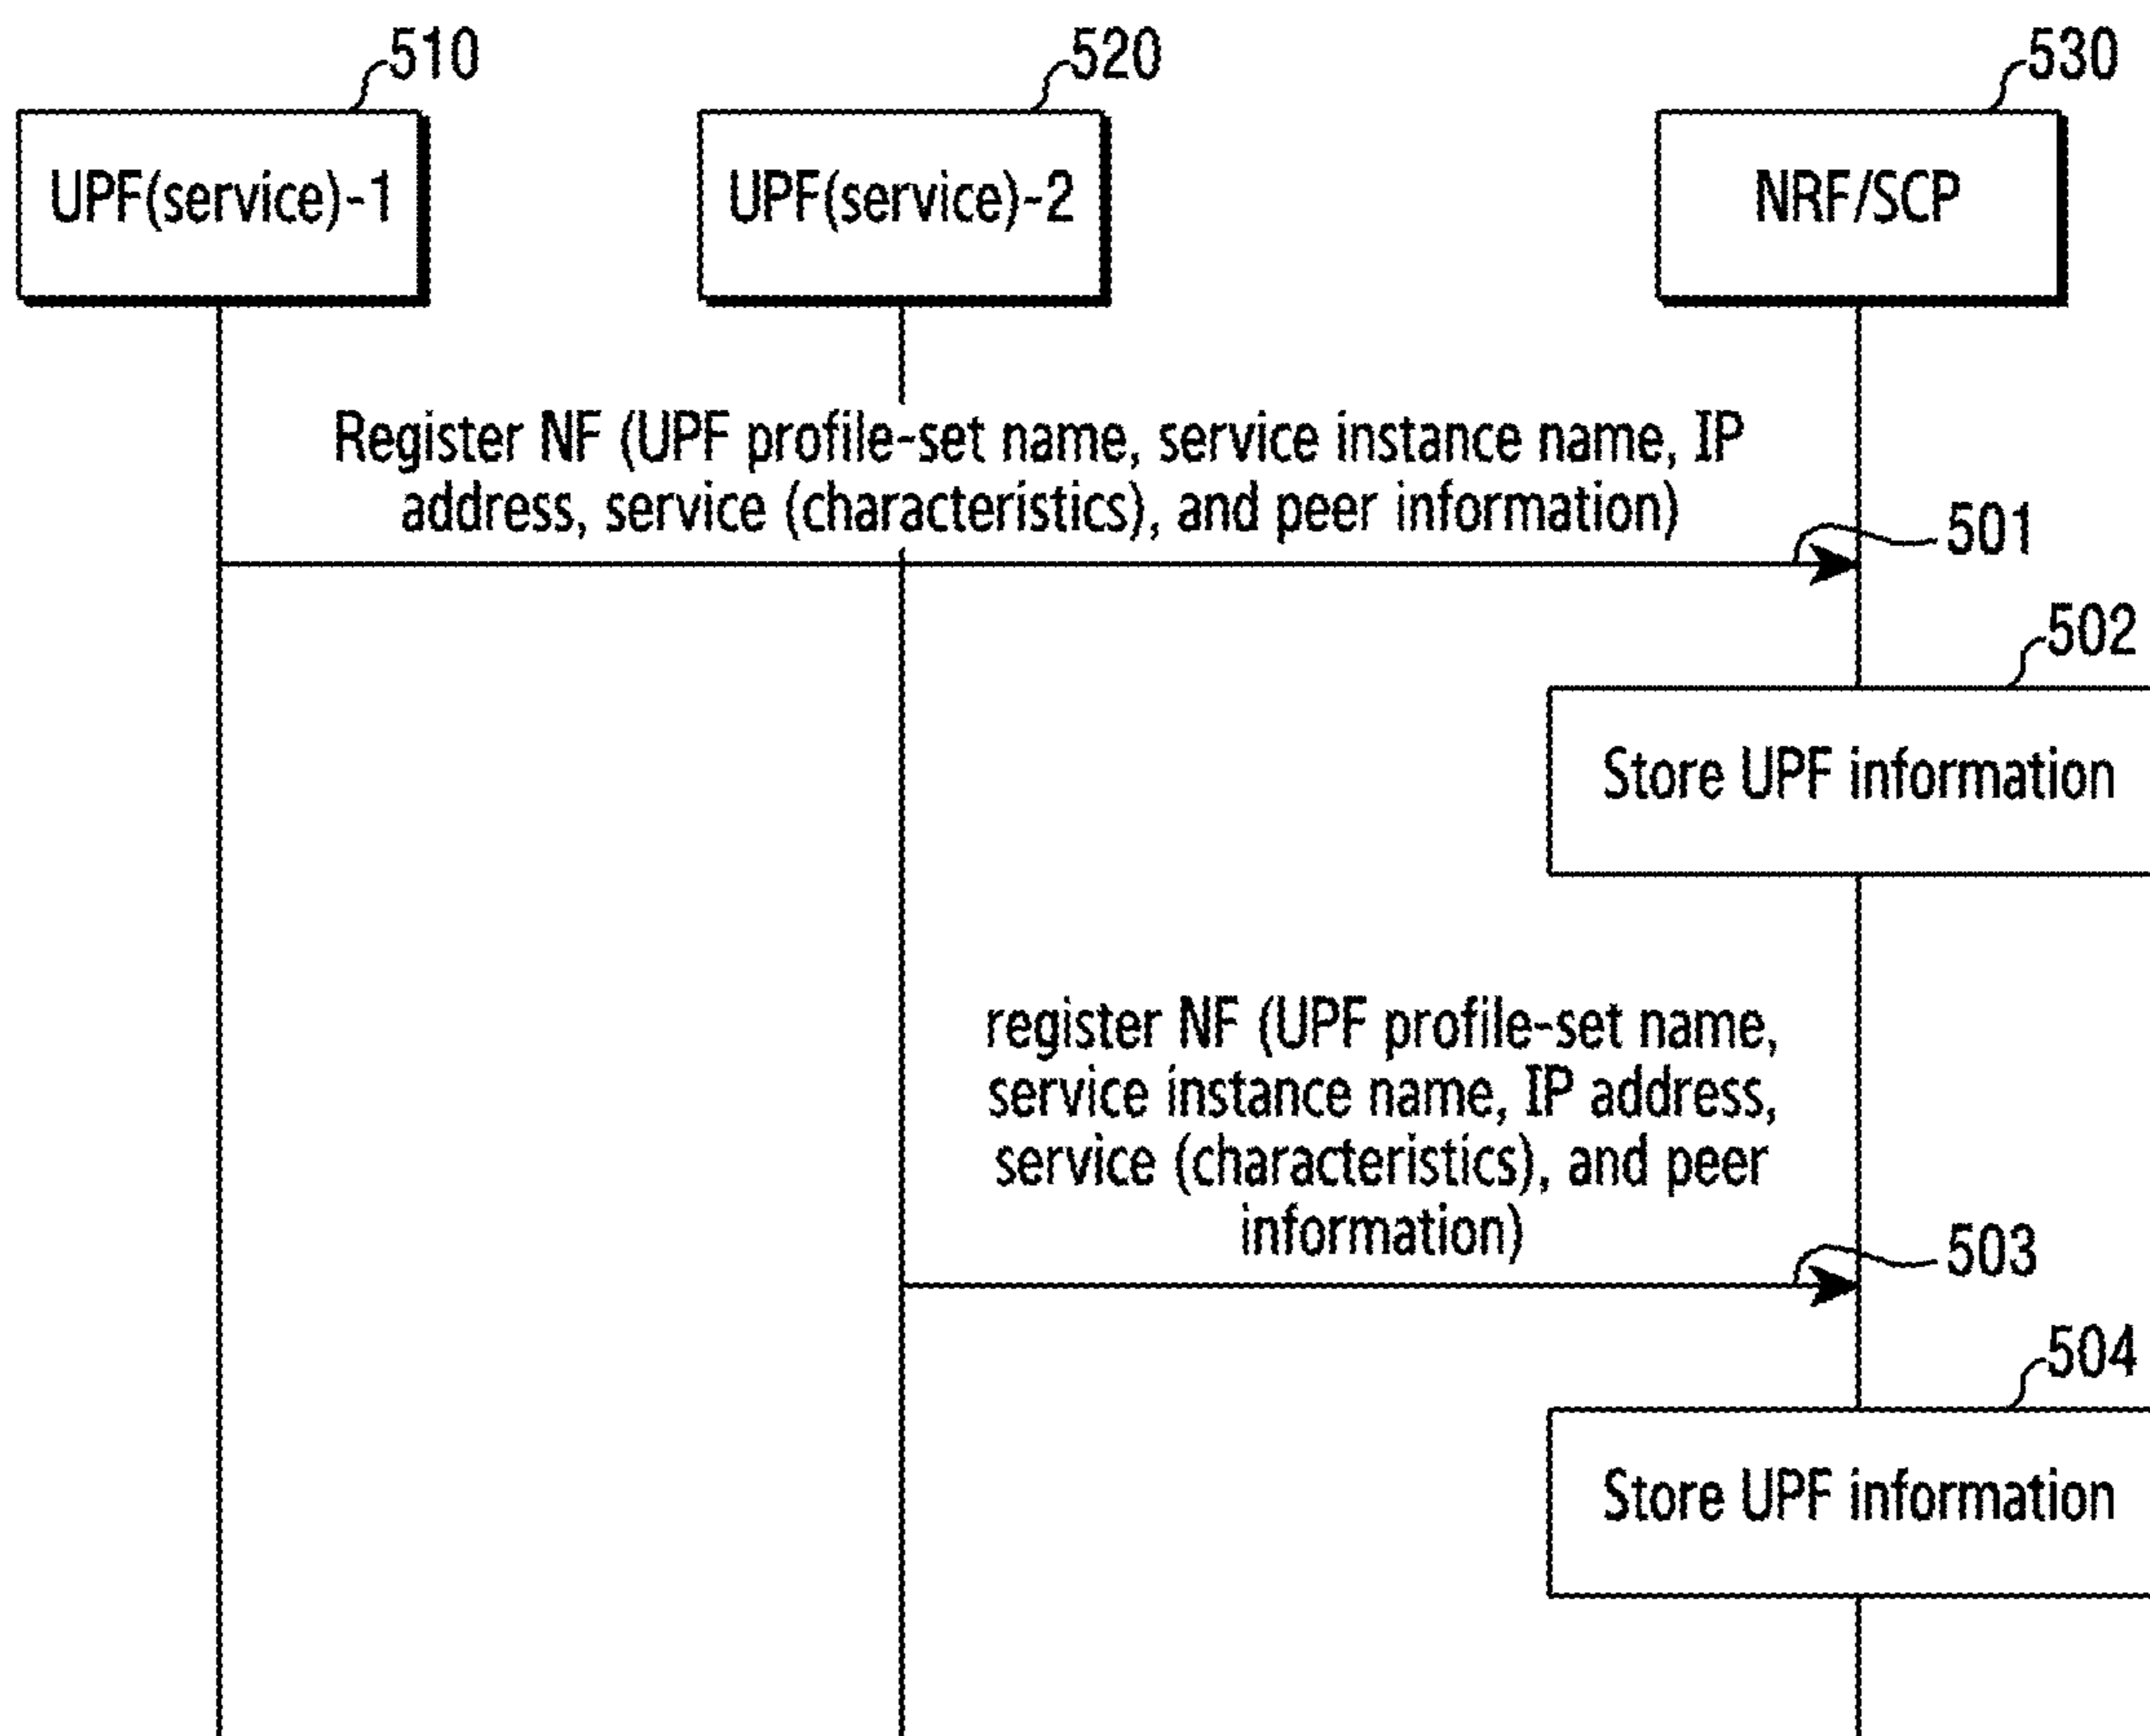 510
520
530
UPF(service)-1
UPF(service)-2
NRF/SCP
Register NF (UPF profile-set name, service instance name, IP
address, service (characteristics), and peer information)
501
502
Store UPF information
register NF (UPF profile-set name,
service instance name, IP address,
service (characteristics), and peer
information)
503
504
Store UPF information